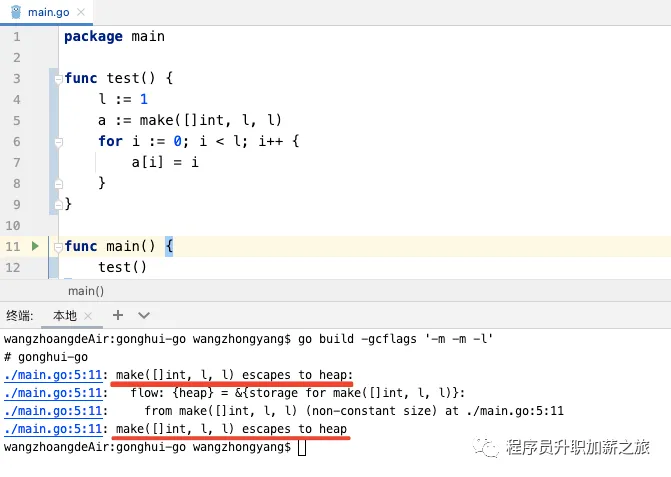 main.go
1 package main
2
3 func test() {
4 l := 1
5 a := make([]int, l, l)
6 for i := 0; i < l; i++ {
7 a[i] = i
8 }
9 }
10
11 func main() {
12 test()
main()
终端: 本地
wangzhoangdeAir:gonghui-go wangzhongyang$ go build -gcflags '-m -m -l'
# gonghui-go
./main.go:5:11: make([]int, l, l) escapes to heap:
./main.go:5:11: flow: {heap} = &{storage for make([]int, l, l)}:
./main.go:5:11: from make([]int, l, l) (non-constant size) at ./main.go:5:11
./main.go:5:11: make([]int, l, l) escapes to heap
wangzhoangdeAir:gonghui-go wangzhongyang$
程序员升职加薪之旅